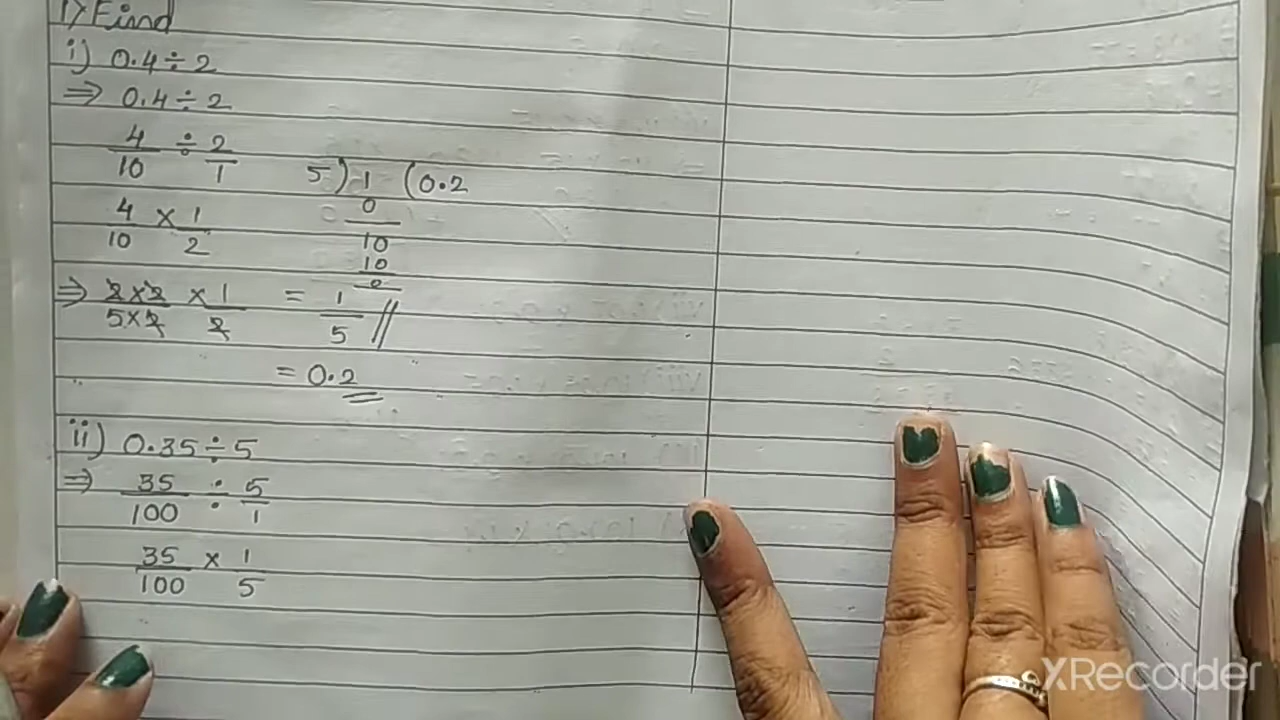 1) Find
i) 0.4 ÷ 2
⇒ 0.4 ÷ 2
4/10 ÷ 2/1
4/10 × 1/2
5 ) 1 ( 0.2
0
10
10
0
⇒ 2×2/5×2 × 1/2 = 1/5 //
= 0.2
ii) 0.35 ÷ 5
⇒ 35/100 ÷ 5/1
35/100 × 1/5
XRecorder